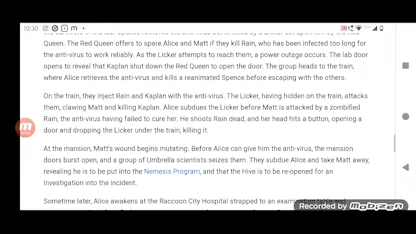 10:30
Queen. The Red Queen offers to spare Alice and Matt if they kill Rain, who has been infected too long for
the anti-virus to work reliably. As the Licker attempts to reach them, a power outage occurs. The lab door
opens to reveal that Kaplan shut down the Red Queen to open the door. The group heads to the train,
where Alice retrieves the anti-virus and kills a reanimated Spence before escaping with the others.
On the train, they inject Rain and Kaplan with the anti-virus. The Licker, having hidden on the train, attacks
them, clawing Matt and killing Kaplan. Alice subdues the Licker before Matt is attacked by a zombified
Rain, the anti-virus having failed to cure her. He shoots Rain dead, and her head hits a button, opening a
door and dropping the Licker under the train, killing it.
At the mansion, Matt's wound begins mutating. Before Alice can give him the anti-virus, the mansion
doors burst open, and a group of Umbrella scientists seize them. They subdue Alice and take Matt away,
revealing he is to be put into the Nemesis Program, and that the Hive is to be re-opened for an
investigation into the incident.
Sometime later, Alice awakens at the Raccoon City Hospital strapped to an examination table
Recorded by mobizen